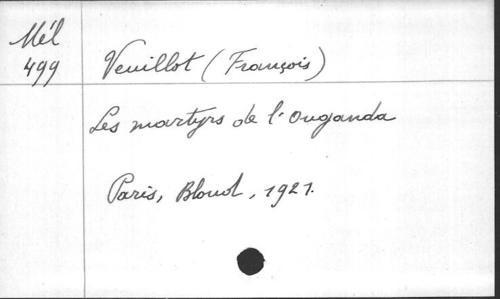 Mél
499
Veuillot (François)
Les martyrs de l'Ouganda
Paris, Bloud, 1921.